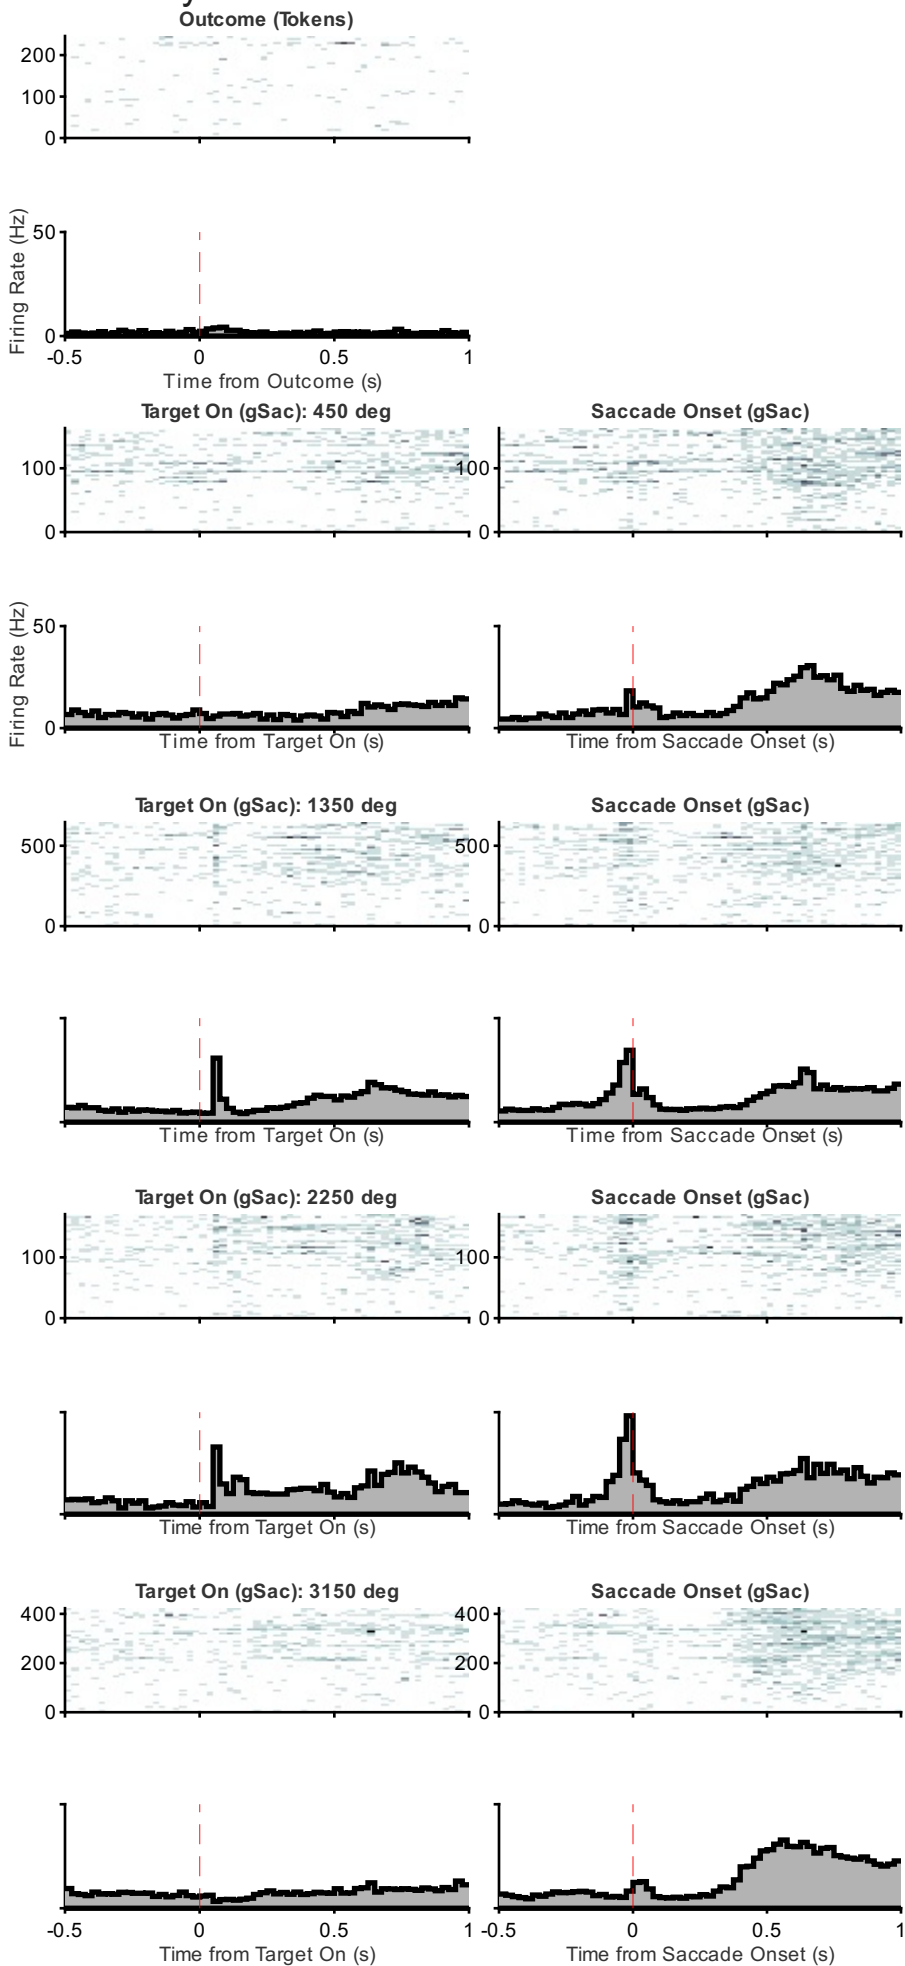 Outcome (Tokens)
200
100
0
Firing Rate (Hz)
50
0
-0.5 0 0.5 1
Time from Outcome (s)
Target On (gSac): 450 deg Saccade Onset (gSac)
100 100
0 0
Firing Rate (Hz)
50
0
Time from Target On (s) Time from Saccade Onset (s)
Target On (gSac): 1350 deg Saccade Onset (gSac)
500 500
0 0
Time from Target On (s) Time from Saccade Onset (s)
Target On (gSac): 2250 deg Saccade Onset (gSac)
100 100
0 0
Time from Target On (s) Time from Saccade Onset (s)
Target On (gSac): 3150 deg Saccade Onset (gSac)
400 400
200 200
0 0
-0.5 0 0.5 1 -0.5 0 0.5 1
Time from Target On (s) Time from Saccade Onset (s)